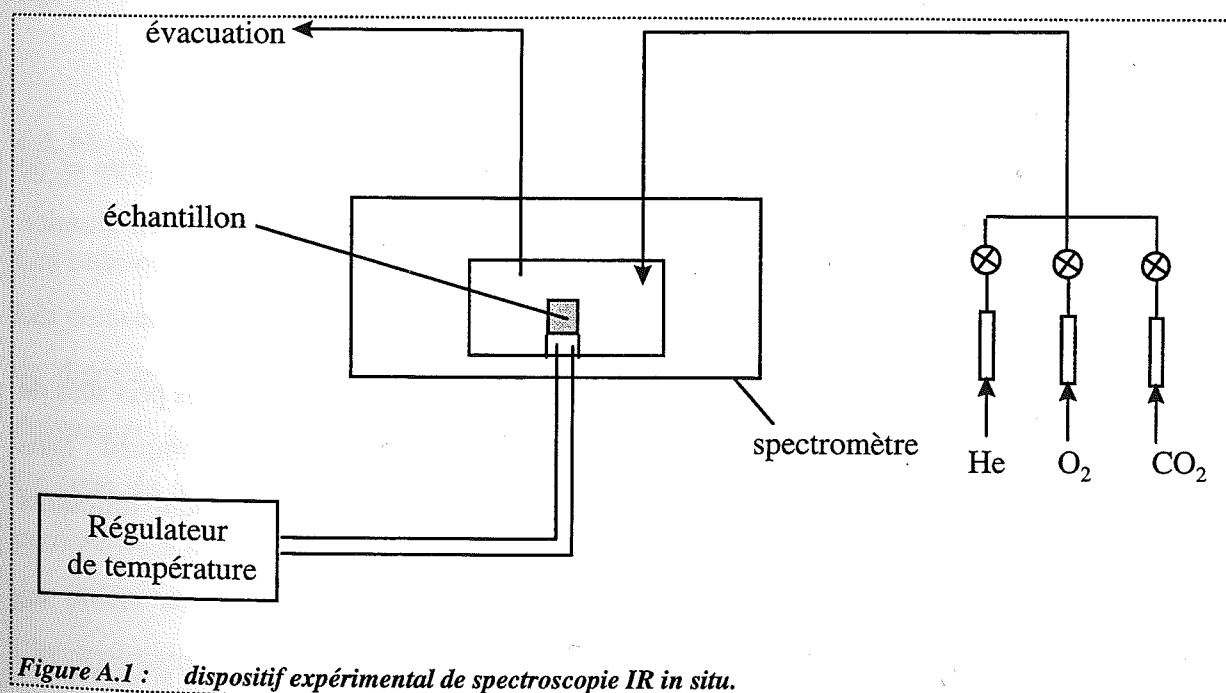 évacuation
échantillon
spectromètre
He O₂ CO₂
Régulateur
de température
Figure A.1 : dispositif expérimental de spectroscopie IR in situ.